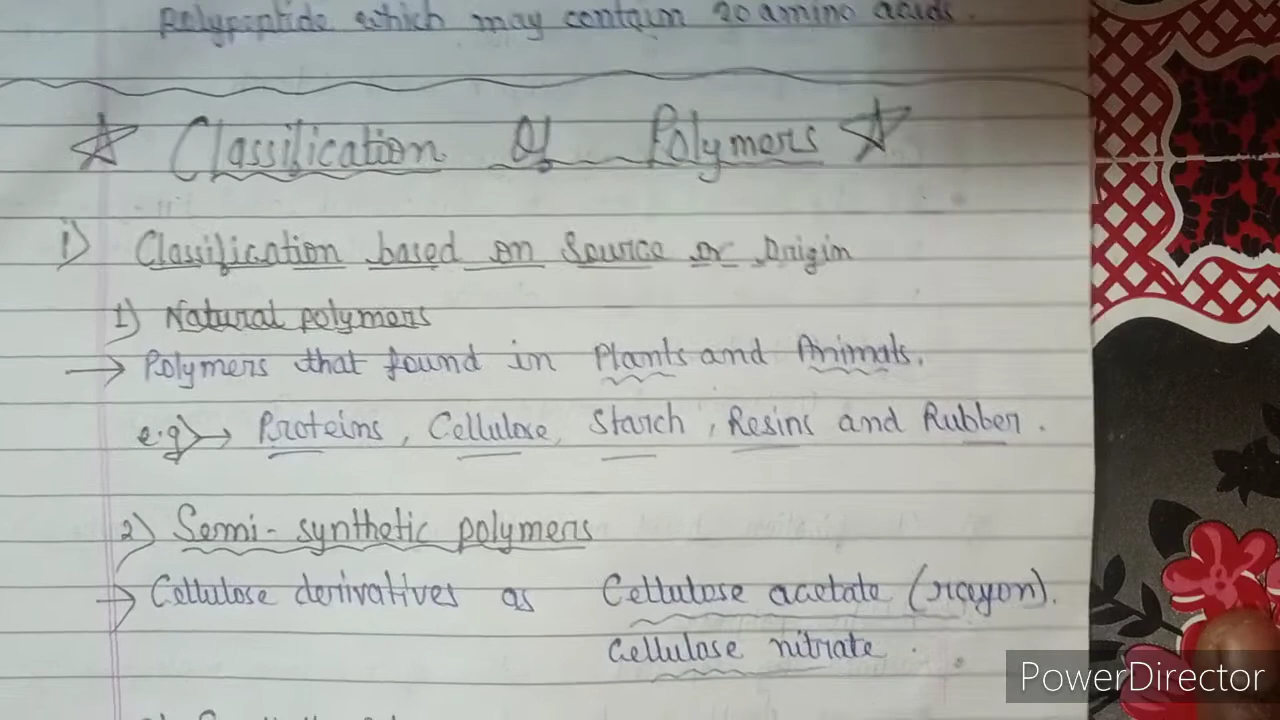 Polypeptide which may contain 20 amino acids.
☆ Classification Of Polymers ☆
i) Classification based on Source or Origin
1) Natural polymers
→ Polymers that found in Plants and Animals.
e.g → Proteins, Cellulose, Starch, Resins and Rubber.
2) Semi-synthetic polymers
→ Cellulose derivatives as Cellulose acetate (rayon).
Cellulose nitrate.
PowerDirector